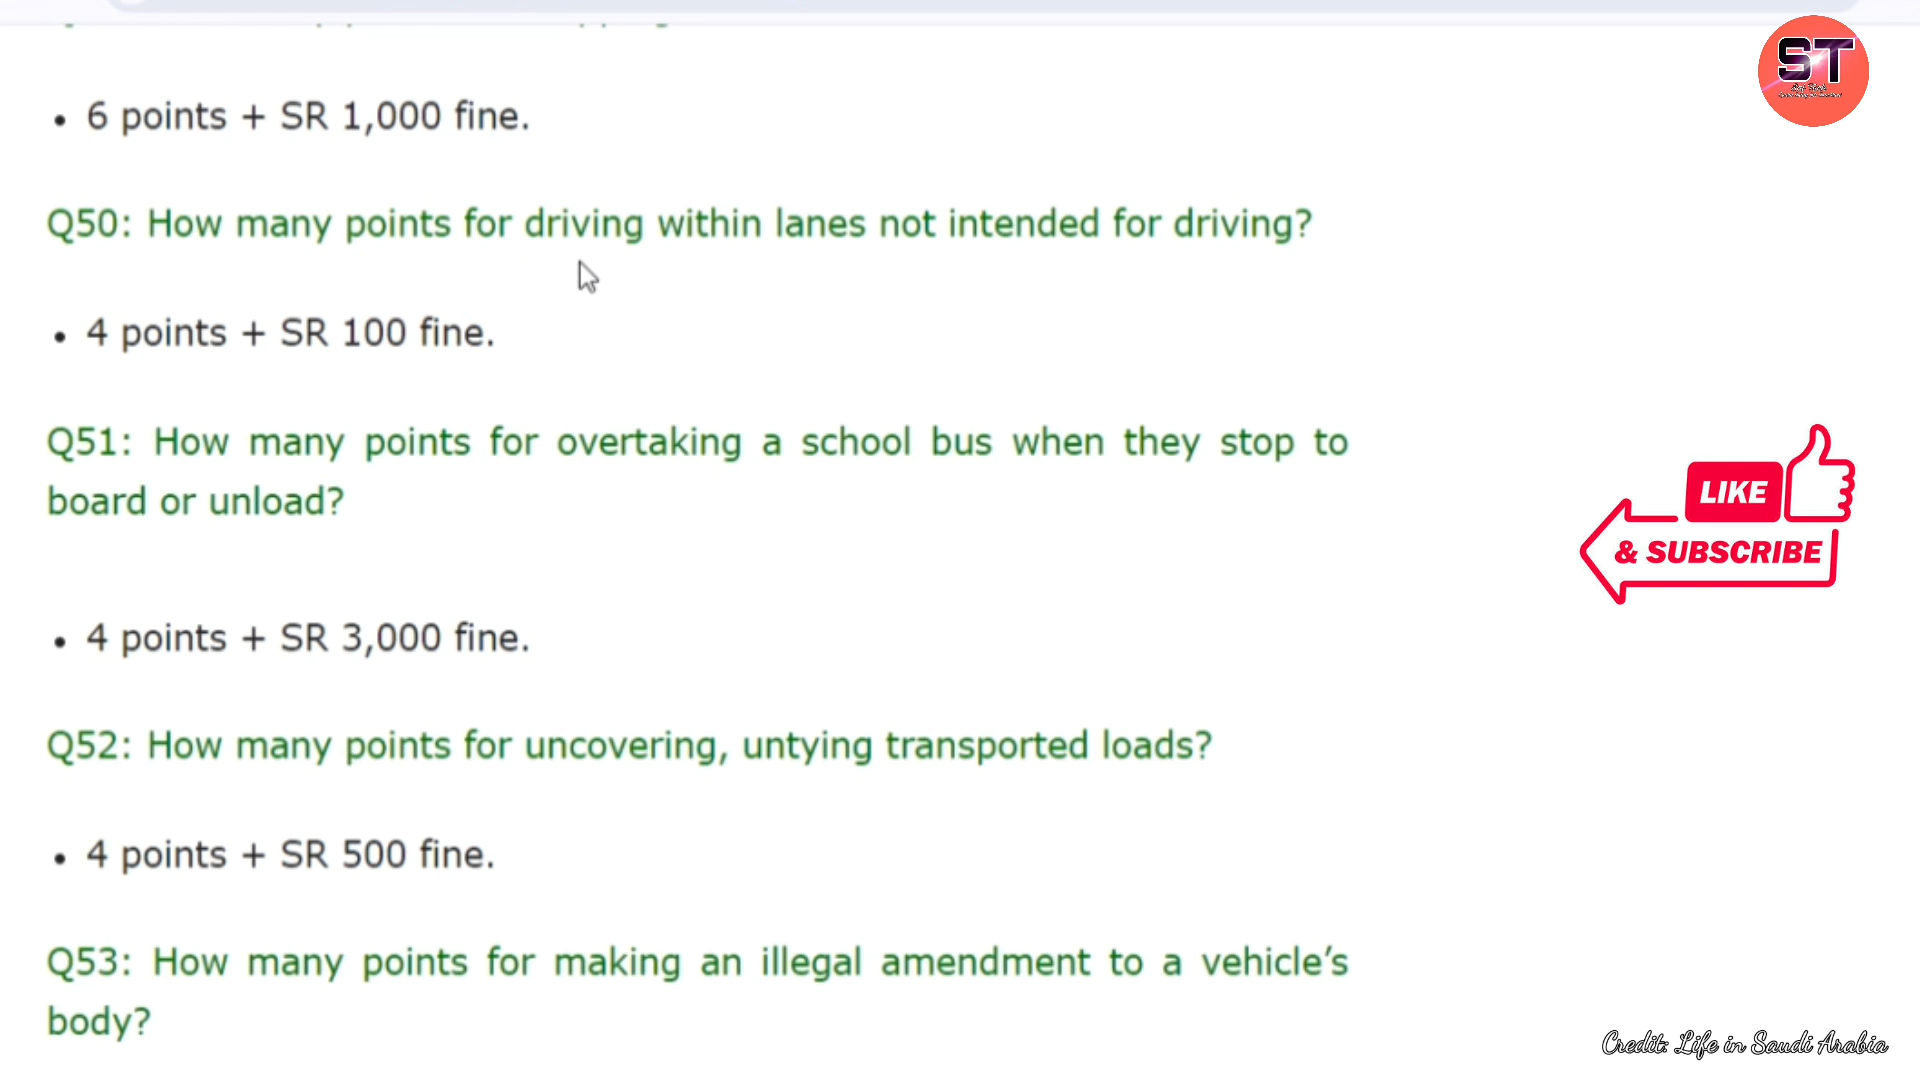 ST
• 6 points + SR 1,000 fine.
Q50: How many points for driving within lanes not intended for driving?
• 4 points + SR 100 fine.
Q51: How many points for overtaking a school bus when they stop to
board or unload?
LIKE
& SUBSCRIBE
• 4 points + SR 3,000 fine.
Q52: How many points for uncovering, untying transported loads?
• 4 points + SR 500 fine.
Q53: How many points for making an illegal amendment to a vehicle’s
body?
Credit: Life in Saudi Arabia